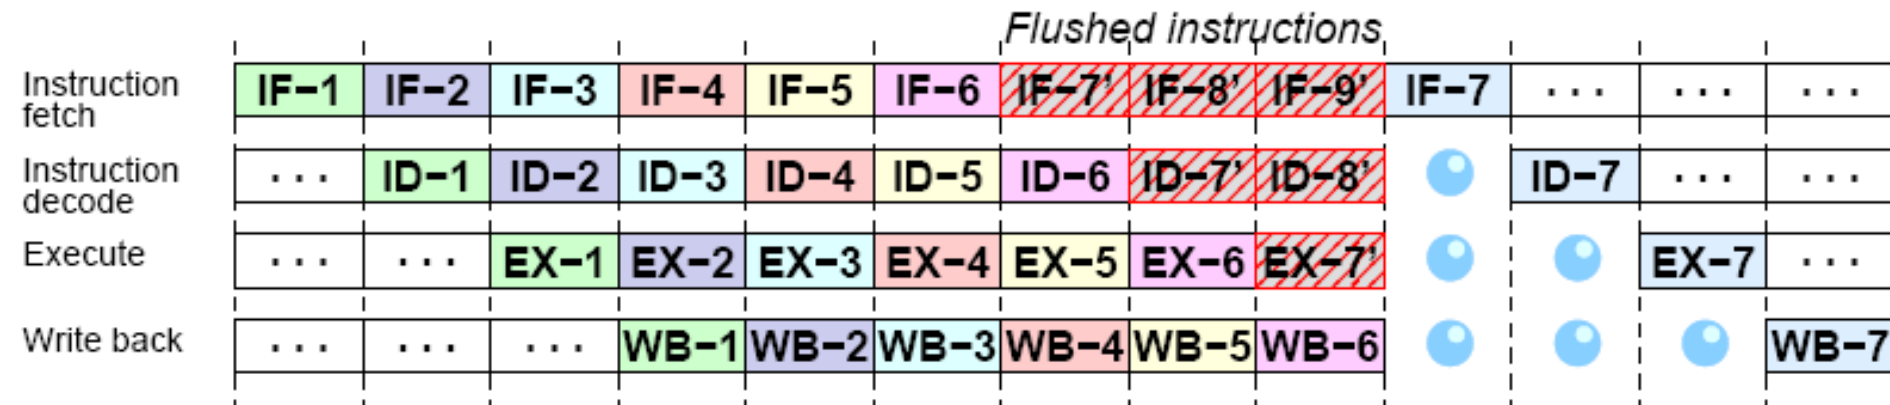 Flushed instructions
Instruction fetch IF−1 IF−2 IF−3 IF−4 IF−5 IF−6 IF−7' IF−8' IF−9' IF−7 ... ... ...
Instruction decode ... ID−1 ID−2 ID−3 ID−4 ID−5 ID−6 ID−7' ID−8' ID−7 ... ...
Execute ... ... EX−1 EX−2 EX−3 EX−4 EX−5 EX−6 EX−7' EX−7 ...
Write back ... ... ... WB−1 WB−2 WB−3 WB−4 WB−5 WB−6 WB−7